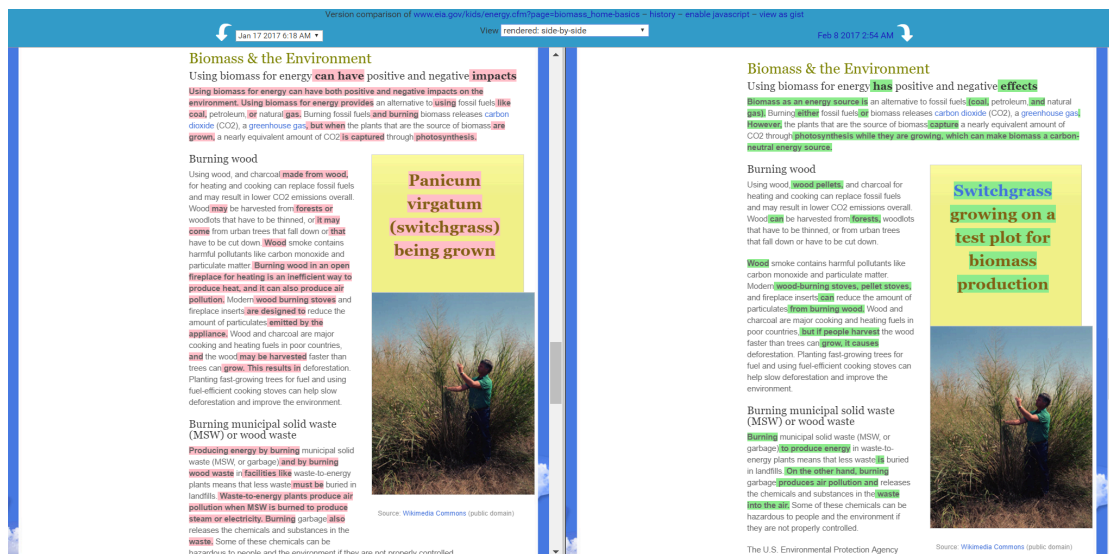 Version comparison of www.eia.gov/kids/energy.cfm?page=biomass_home-basics – history – enable javascript – view as gist
Jan 17 2017 6:18 AM
View rendered: side-by-side
Feb 8 2017 2:54 AM
Biomass & the Environment
Using biomass for energy can have positive and negative impacts
Using biomass for energy can have both positive and negative impacts on the
environment. Using biomass for energy provides an alternative to using fossil fuels like
coal, petroleum, or natural gas. Burning fossil fuels and burning biomass releases carbon
dioxide (CO2), a greenhouse gas, but when the plants that are the source of biomass are
grown, a nearly equivalent amount of CO2 is captured through photosynthesis.
Burning wood
Using wood, and charcoal made from wood,
for heating and cooking can replace fossil fuels
and may result in lower CO2 emissions overall.
Wood may be harvested from forests or
woodlots that have to be thinned, or it may
come from urban trees that fall down or that
have to be cut down. Wood smoke contains
harmful pollutants like carbon monoxide and
particulate matter. Burning wood in an open
fireplace for heating is an inefficient way to
produce heat, and it can also produce air
pollution. Modern wood burning stoves and
fireplace inserts are designed to reduce the
amount of particulates emitted by the
appliance. Wood and charcoal are major
cooking and heating fuels in poor countries,
and the wood may be harvested faster than
trees can grow. This results in deforestation.
Planting fast-growing trees for fuel and using
fuel-efficient cooking stoves can help slow
deforestation and improve the environment.
Panicum
virgatum
(switchgrass)
being grown
Source: Wikimedia Commons (public domain)
Burning municipal solid waste
(MSW) or wood waste
Producing energy by burning municipal solid
waste (MSW, or garbage) and by burning
wood waste in facilities like waste-to-energy
plants means that less waste must be buried in
landfills. Waste-to-energy plants produce air
pollution when MSW is burned to produce
steam or electricity. Burning garbage also
releases the chemicals and substances in the
waste. Some of these chemicals can be
hazardous to people and the environment if they are not properly controlled.
Biomass & the Environment
Using biomass for energy has positive and negative effects
Biomass as an energy source is an alternative to fossil fuels (coal, petroleum, and natural
gas). Burning either fossil fuels or biomass releases carbon dioxide (CO2), a greenhouse gas.
However, the plants that are the source of biomass capture a nearly equivalent amount of
CO2 through photosynthesis while they are growing, which can make biomass a carbon-
neutral energy source.
Burning wood
Using wood, wood pellets, and charcoal for
heating and cooking can replace fossil fuels
and may result in lower CO2 emissions overall.
Wood can be harvested from forests, woodlots
that have to be thinned, or from urban trees
that fall down or have to be cut down.
Wood smoke contains harmful pollutants like
carbon monoxide and particulate matter.
Modern wood-burning stoves, pellet stoves,
and fireplace inserts can reduce the amount of
particulates from burning wood. Wood and
charcoal are major cooking and heating fuels in
poor countries, but if people harvest the wood
faster than trees can grow, it causes
deforestation. Planting fast-growing trees for
fuel and using fuel-efficient cooking stoves can
help slow deforestation and improve the
environment.
Switchgrass
growing on a
test plot for
biomass
production
Source: Wikimedia Commons (public domain)
Burning municipal solid waste
(MSW) or wood waste
Burning municipal solid waste (MSW, or
garbage) to produce energy in waste-to-
energy plants means that less waste is buried
in landfills. On the other hand, burning
garbage produces air pollution and releases
the chemicals and substances in the waste
into the air. Some of these chemicals can be
hazardous to people and the environment if
they are not properly controlled.
The U.S. Environmental Protection Agency